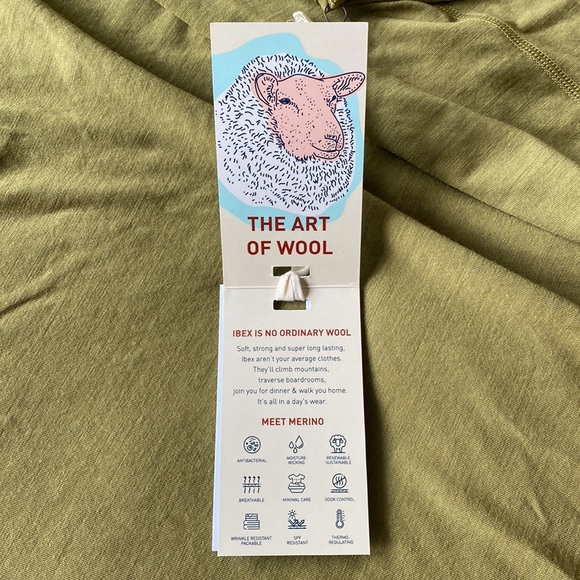 THE ART
OF WOOL
IBEX IS NO ORDINARY WOOL
Soft, strong and super long lasting,
Ibex aren't your average clothes.
They'll climb mountains,
traverse boardrooms,
join you for dinner & walk you home.
It's all in a day's wear.
MEET MERINO
ANTIBACTERIAL
MOISTURE
WICKING
RENEWABLE
SUSTAINABLE
BREATHABLE
MINIMAL CARE
ODOR CONTROL
WRINKLE RESISTANT
PACKABLE
SPF
RESISTANT
THERMO-
REGULATING